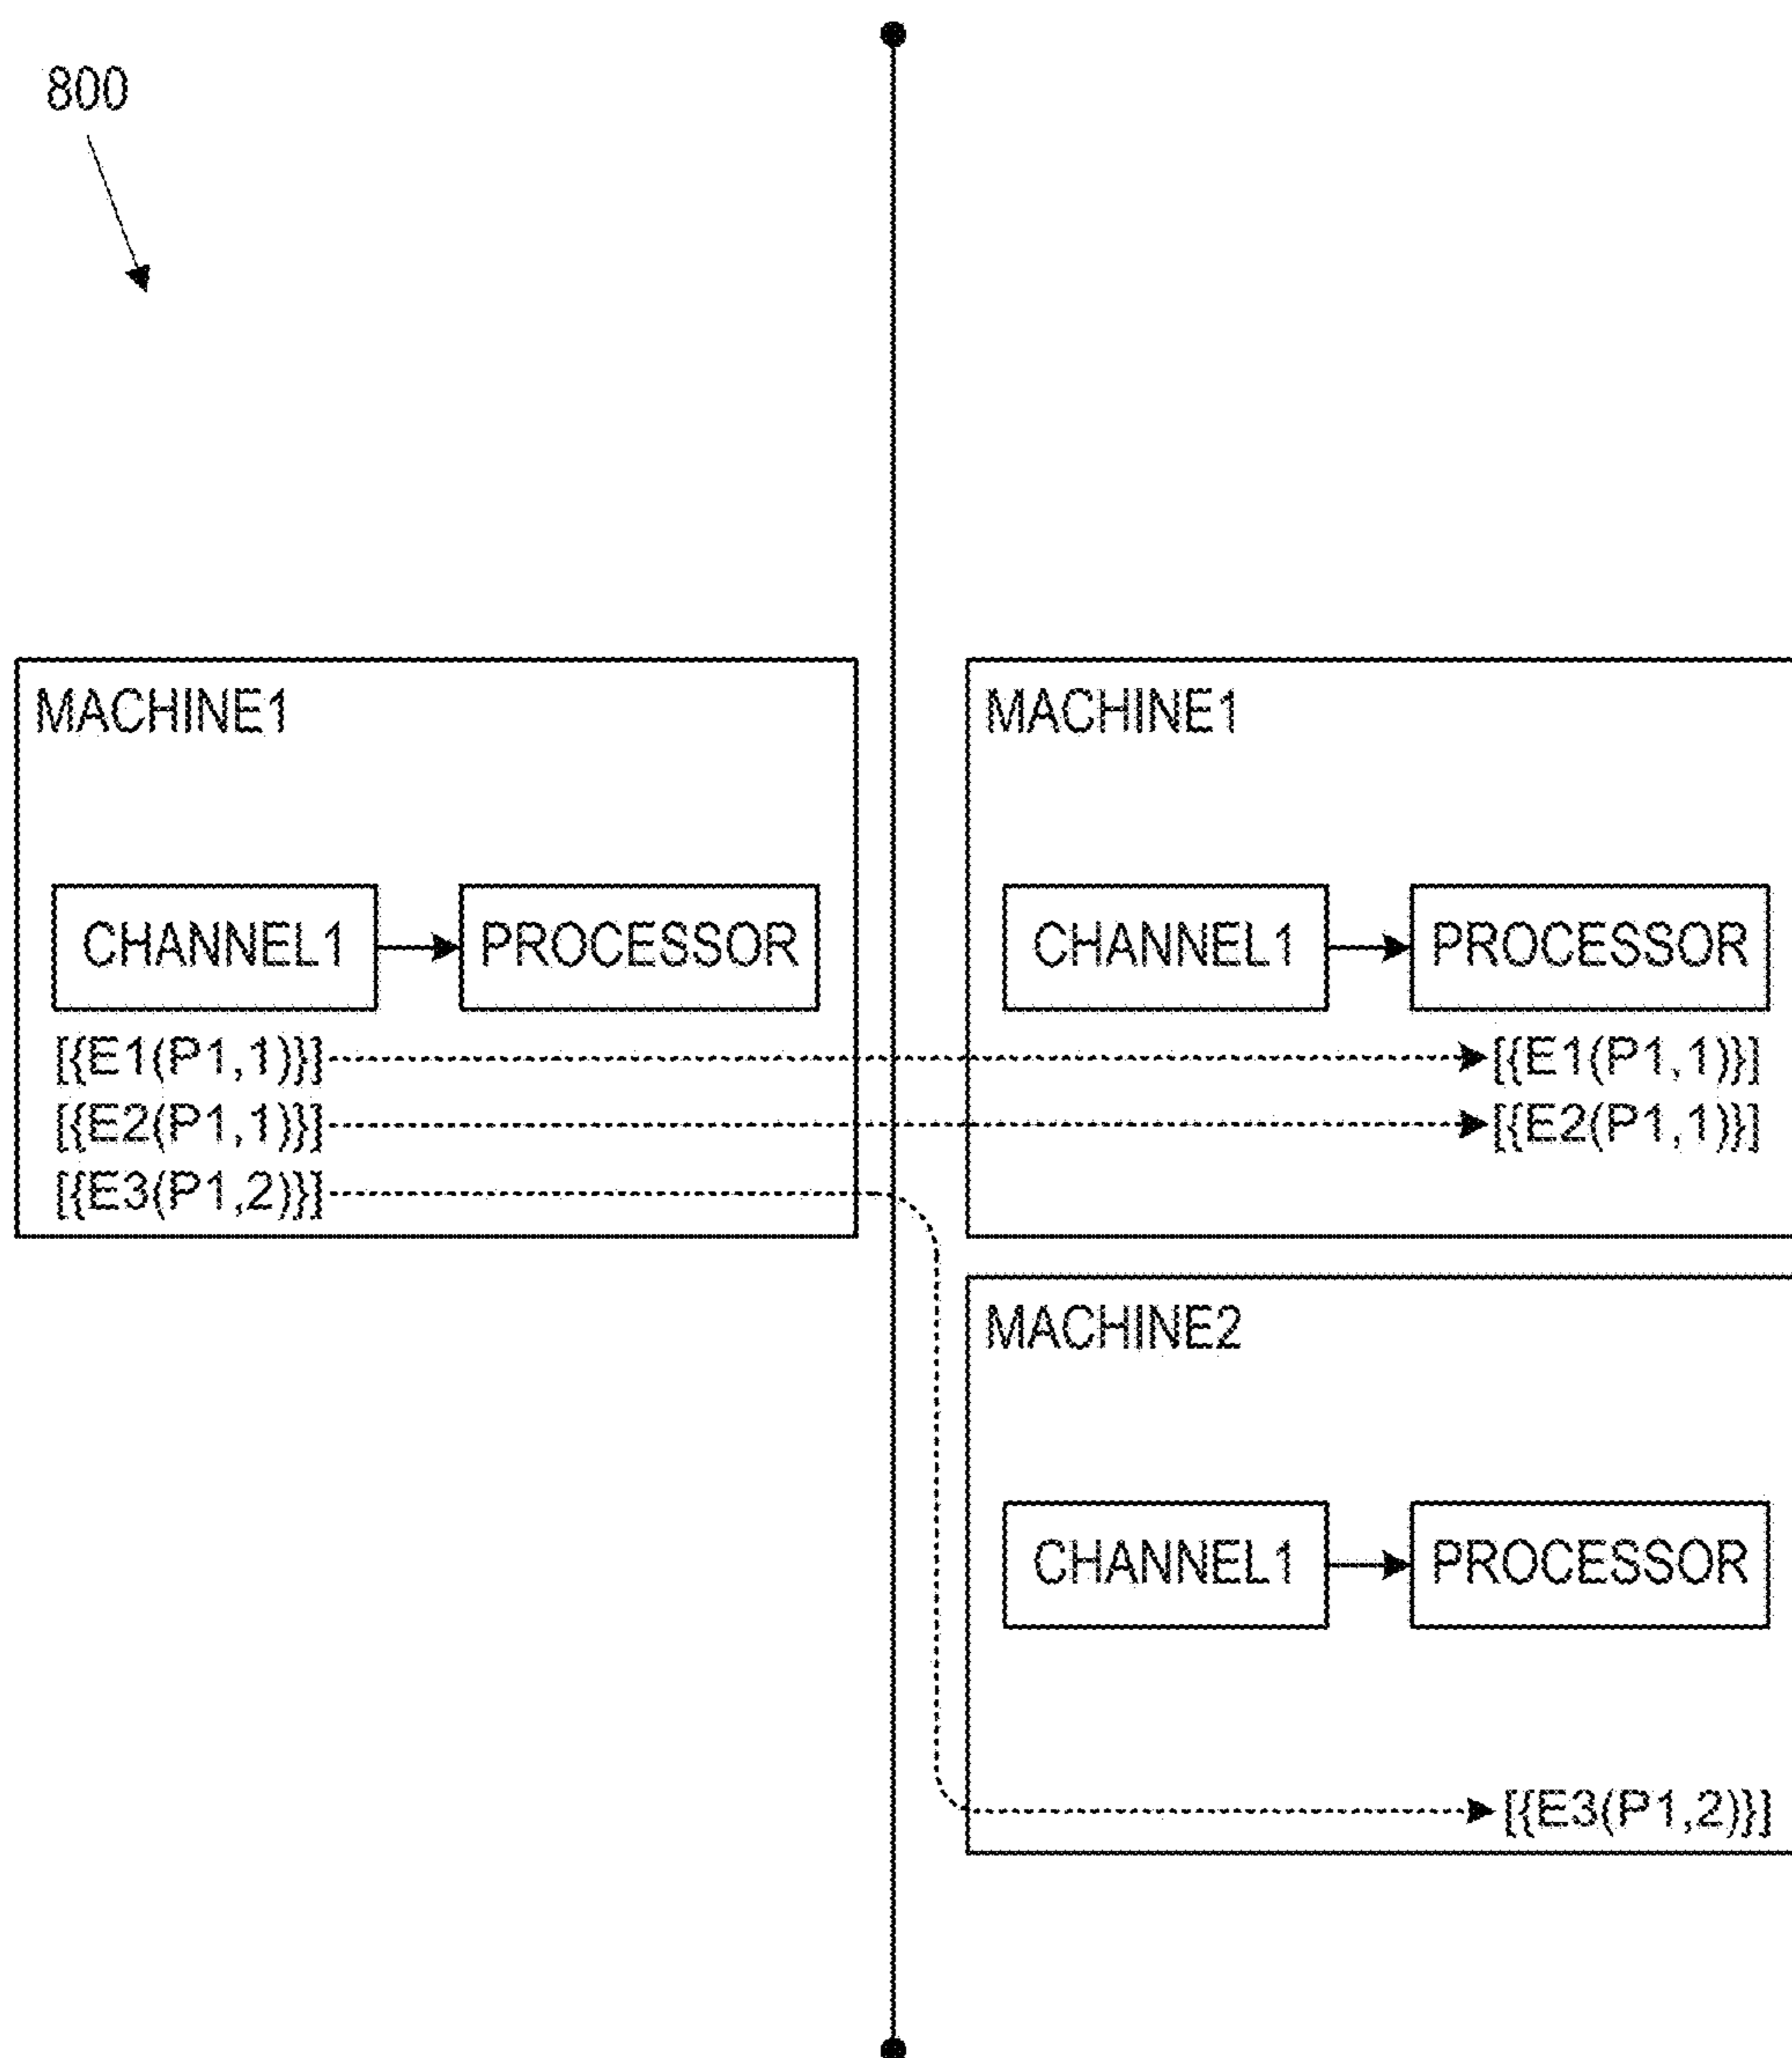 800
MACHINE1
CHANNEL1
PROCESSOR
[{E1(P1,1)}]
[{E2(P1,1)}]
[{E3(P1,2)}]
MACHINE1
CHANNEL1
PROCESSOR
[{E1(P1,1)}]
[{E2(P1,1)}]
MACHINE2
CHANNEL1
PROCESSOR
[{E3(P1,2)}]